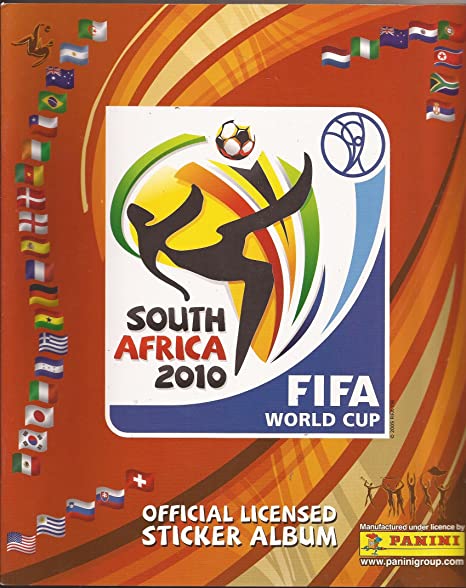 SOUTH
AFRICA
2010
FIFA
WORLD CUP
OFFICIAL LICENSED
STICKER ALBUM
Manufactured under licence by
PANINI
www.paninigroup.com